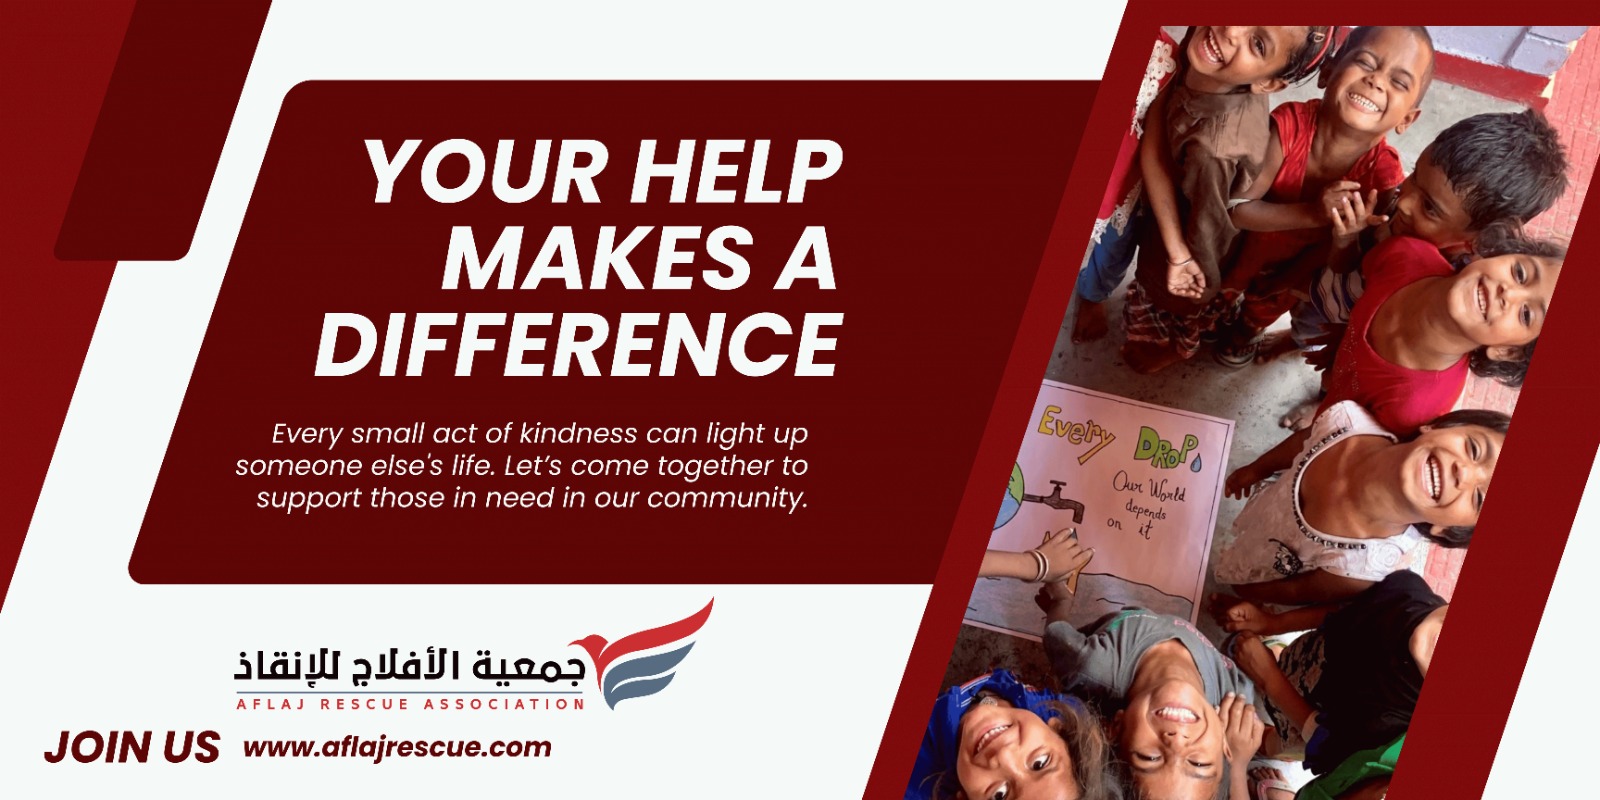 YOUR HELP
MAKES A
DIFFERENCE
Every small act of kindness can light up
someone else's life. Let’s come together to
support those in need in our community.
Every DROP
Our World
depends
on it
جمعية الأفلاج للإنقاذ
AFLAJ RESCUE ASSOCIATION
JOIN US www.aflajrescue.com